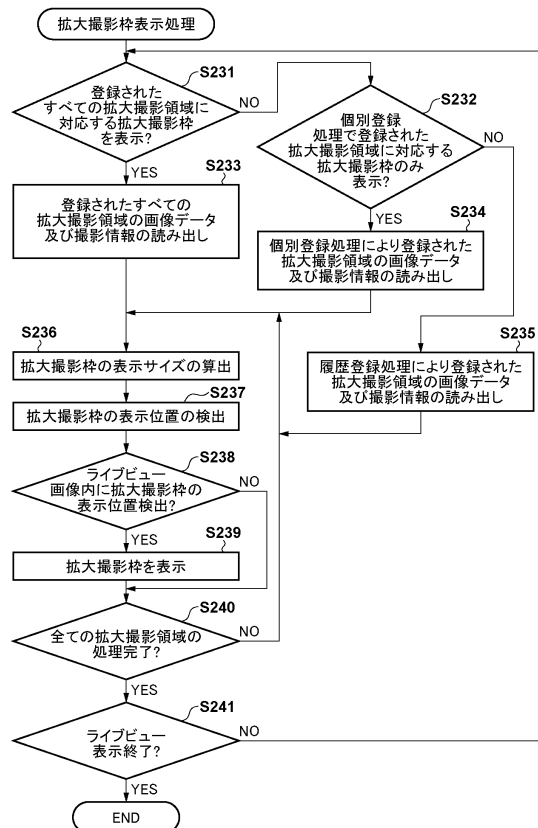 拡大撮影枠表示処理
S231
登録された
すべての拡大撮影領域に
対応する拡大撮影枠
を表示?
NO
YES
S232
個別登録
処理で登録された
拡大撮影領域に対応する
拡大撮影枠のみ
表示?
NO
YES
S233
登録されたすべての
拡大撮影領域の画像データ
及び撮影情報の読み出し
S234
個別登録処理により登録された
拡大撮影領域の画像データ
及び撮影情報の読み出し
S235
履歴登録処理により登録された
拡大撮影領域の画像データ
及び撮影情報の読み出し
S236
拡大撮影枠の表示サイズの算出
S237
拡大撮影枠の表示位置の検出
S238
ライブビュー
画像内に拡大撮影枠の
表示位置検出?
NO
YES
S239
拡大撮影枠を表示
S240
全ての拡大撮影領域の
処理完了?
NO
YES
S241
ライブビュー
表示終了?
NO
YES
END